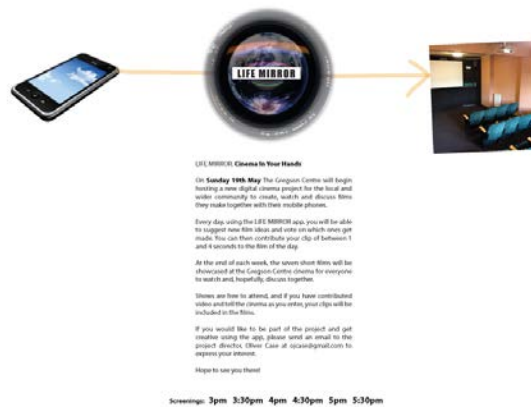 LIFE MIRROR
LIFE MIRROR: Cinema In Your Hands
On Sunday 19th May The Gregson Centre will begin
hosting a new digital cinema project for the local and
wider community to create, watch and discuss films
they make together with their mobile phones.
Every day, using the LIFE MIRROR app, you will be able
to suggest new film ideas and vote on which ones get
made. You can then contribute your clip of between 1
and 4 seconds to the film of the day.
At the end of each week, the seven short films will be
showcased at the Gregson Centre cinema for everyone
to watch and, hopefully, discuss together.
Shows are free to attend, and if you have contributed
video and tell the cinema as you enter, your clips will be
included in the films.
If you would like to be part of the project and get
creative using the app, please send an email to the
project director, Oliver Case at ojcase@gmail.com to
express your interest.
Hope to see you there!
Screenings: 3pm 3:30pm 4pm 4:30pm 5pm 5:30pm